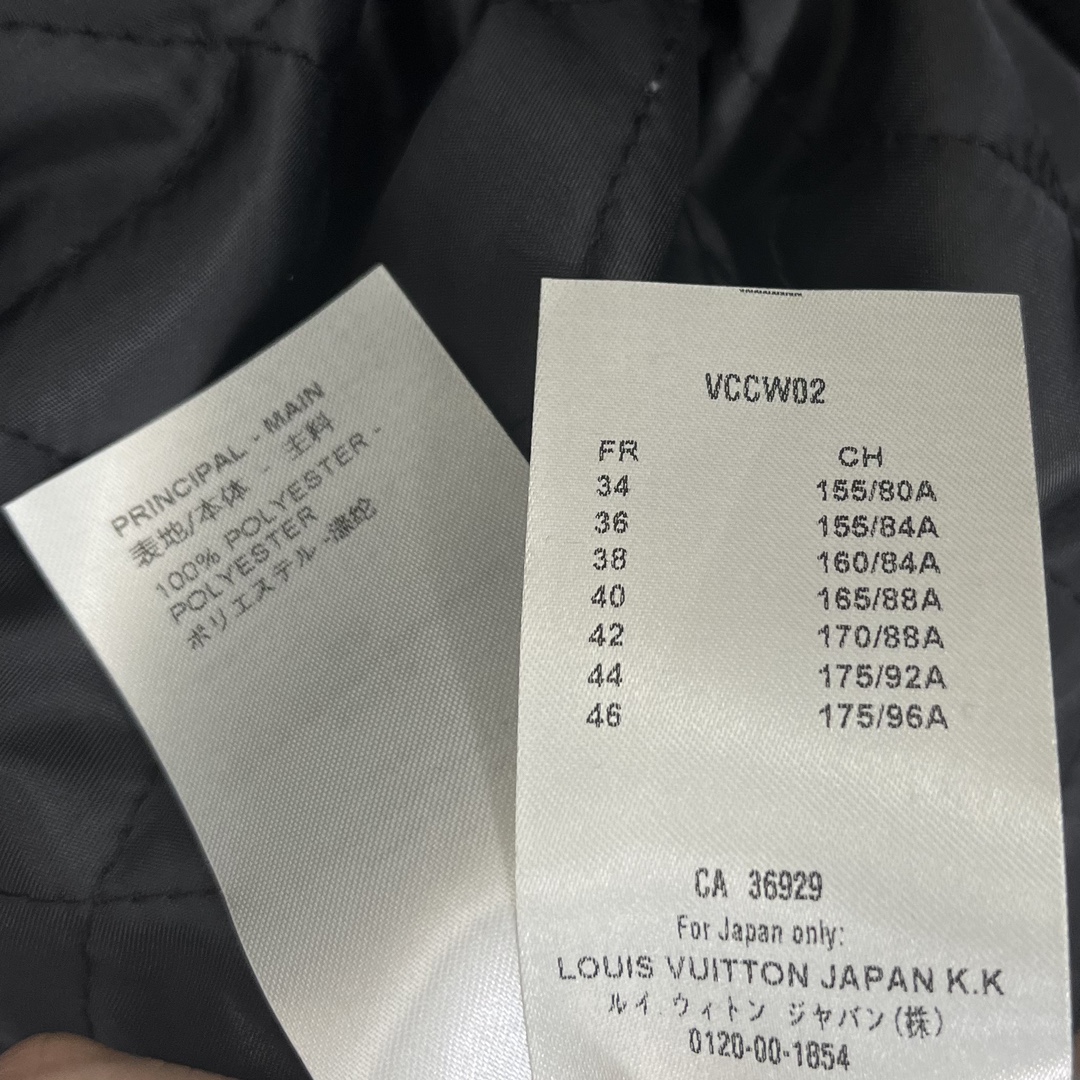 PRINCIPAL - MAIN
表地/本体 - 主料
100% POLYESTER -
POLYESTER
ポリエステル -涤纶
VCCW02
FR CH
34 155/80A
36 155/84A
38 160/84A
40 165/88A
42 170/88A
44 175/92A
46 175/96A
CA 36929
For Japan only:
LOUIS VUITTON JAPAN K.K
ルイ.ヴィトン ジャパン(株)
0120-00-1854